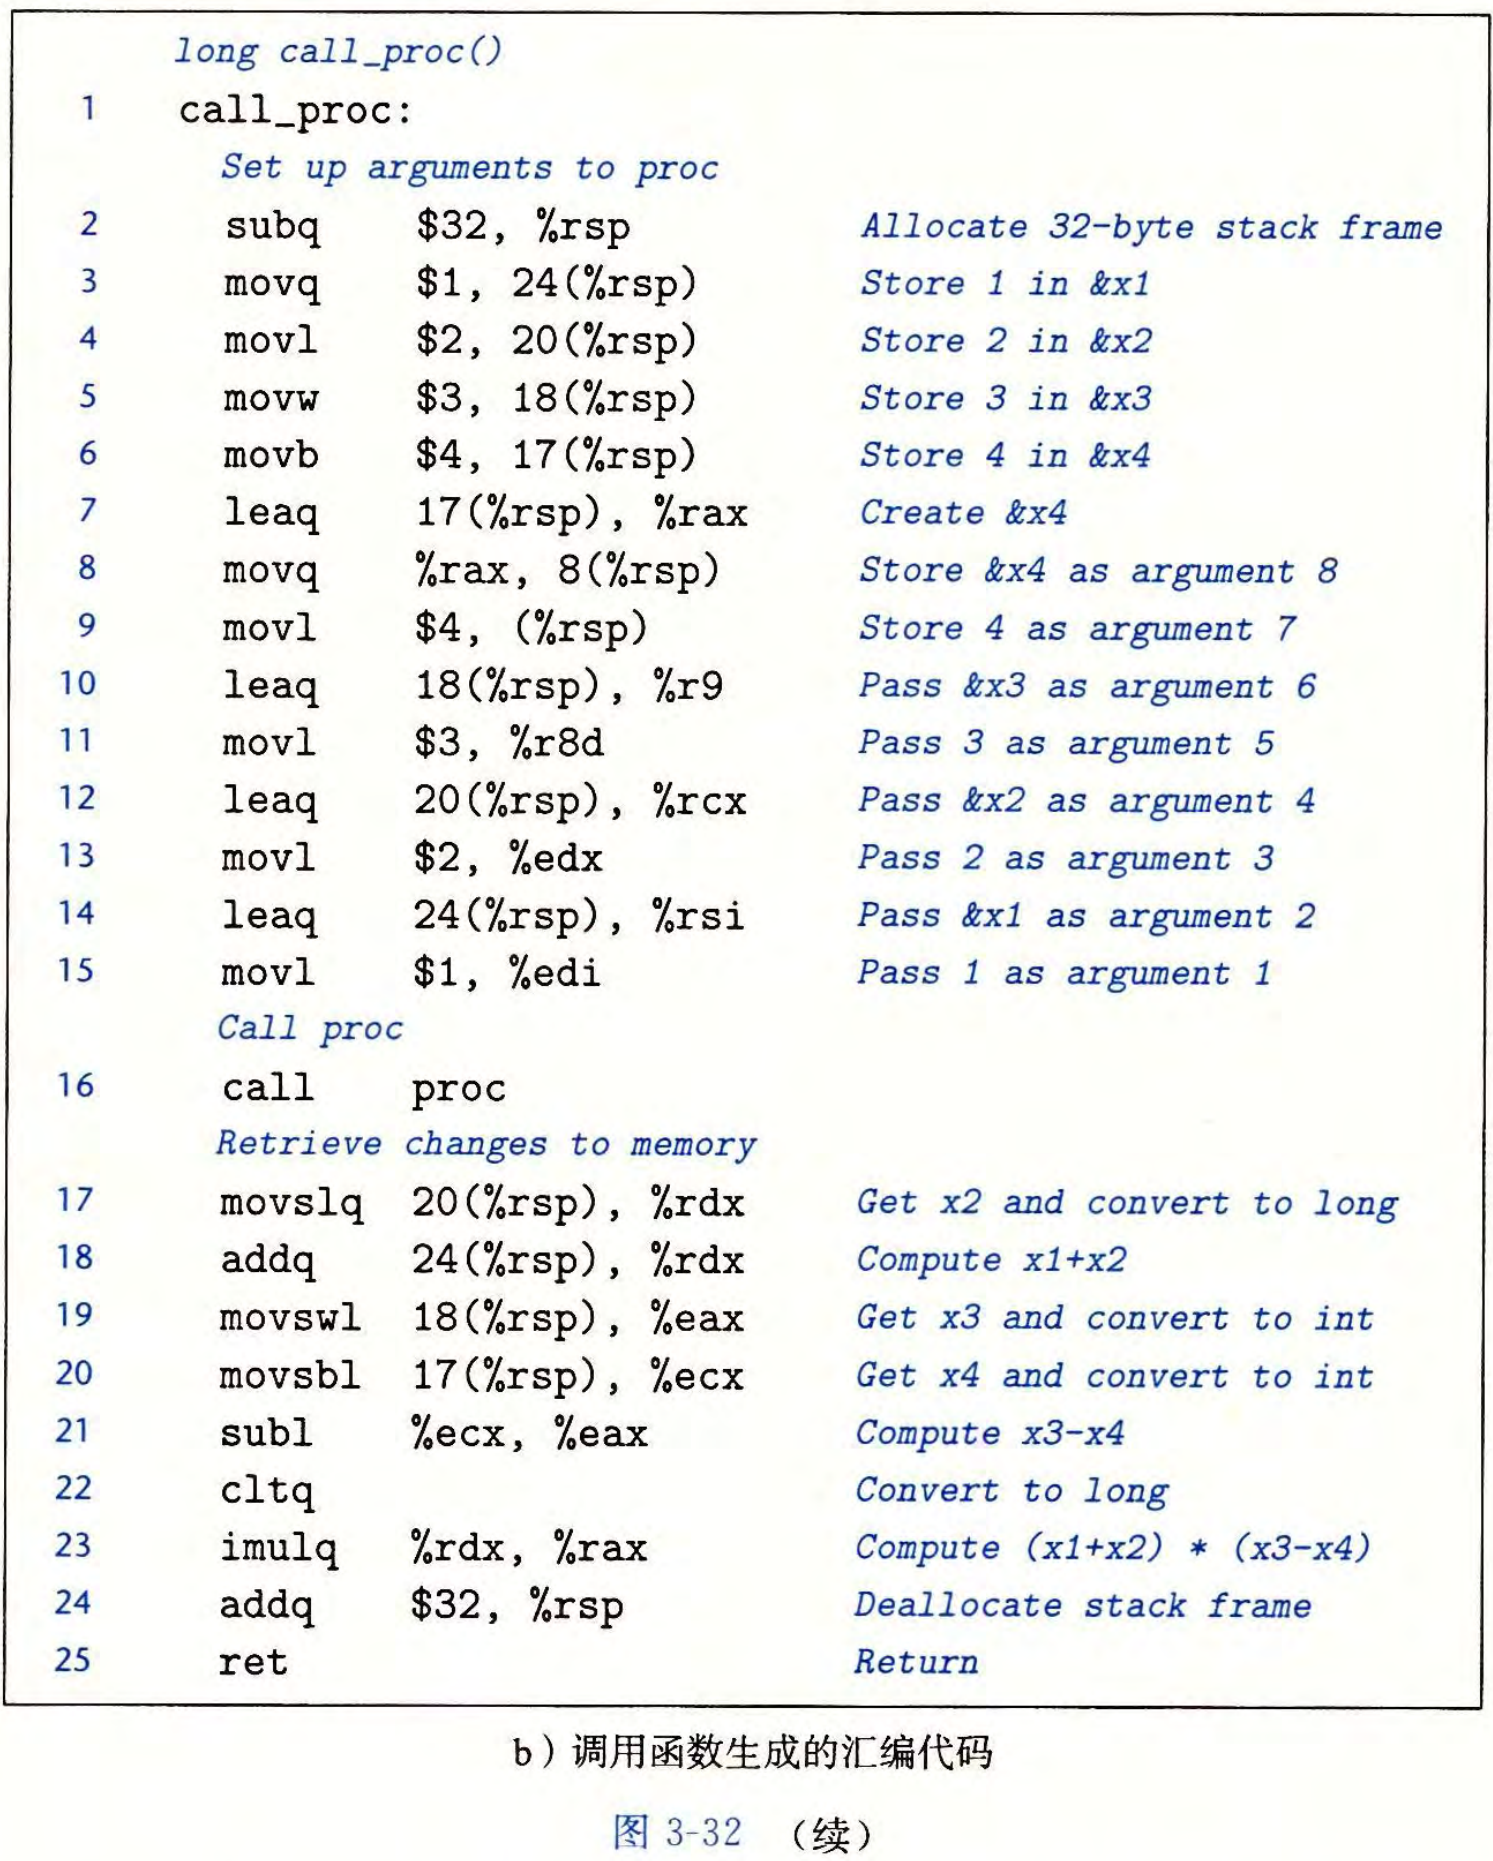 long call_proc()
1 call_proc:
Set up arguments to proc
2 subq $32, %rsp Allocate 32-byte stack frame
3 movq $1, 24(%rsp) Store 1 in &x1
4 movl $2, 20(%rsp) Store 2 in &x2
5 movw $3, 18(%rsp) Store 3 in &x3
6 movb $4, 17(%rsp) Store 4 in &x4
7 leaq 17(%rsp), %rax Create &x4
8 movq %rax, 8(%rsp) Store &x4 as argument 8
9 movl $4, (%rsp) Store 4 as argument 7
10 leaq 18(%rsp), %r9 Pass &x3 as argument 6
11 movl $3, %r8d Pass 3 as argument 5
12 leaq 20(%rsp), %rcx Pass &x2 as argument 4
13 movl $2, %edx Pass 2 as argument 3
14 leaq 24(%rsp), %rsi Pass &x1 as argument 2
15 movl $1, %edi Pass 1 as argument 1
Call proc
16 call proc
Retrieve changes to memory
17 movslq 20(%rsp), %rdx Get x2 and convert to long
18 addq 24(%rsp), %rdx Compute x1+x2
19 movswl 18(%rsp), %eax Get x3 and convert to int
20 movsbl 17(%rsp), %ecx Get x4 and convert to int
21 subl %ecx, %eax Compute x3-x4
22 cltq Convert to long
23 imulq %rdx, %rax Compute (x1+x2) * (x3-x4)
24 addq $32, %rsp Deallocate stack frame
25 ret Return
b）调用函数生成的汇编代码
图 3-32 （续）